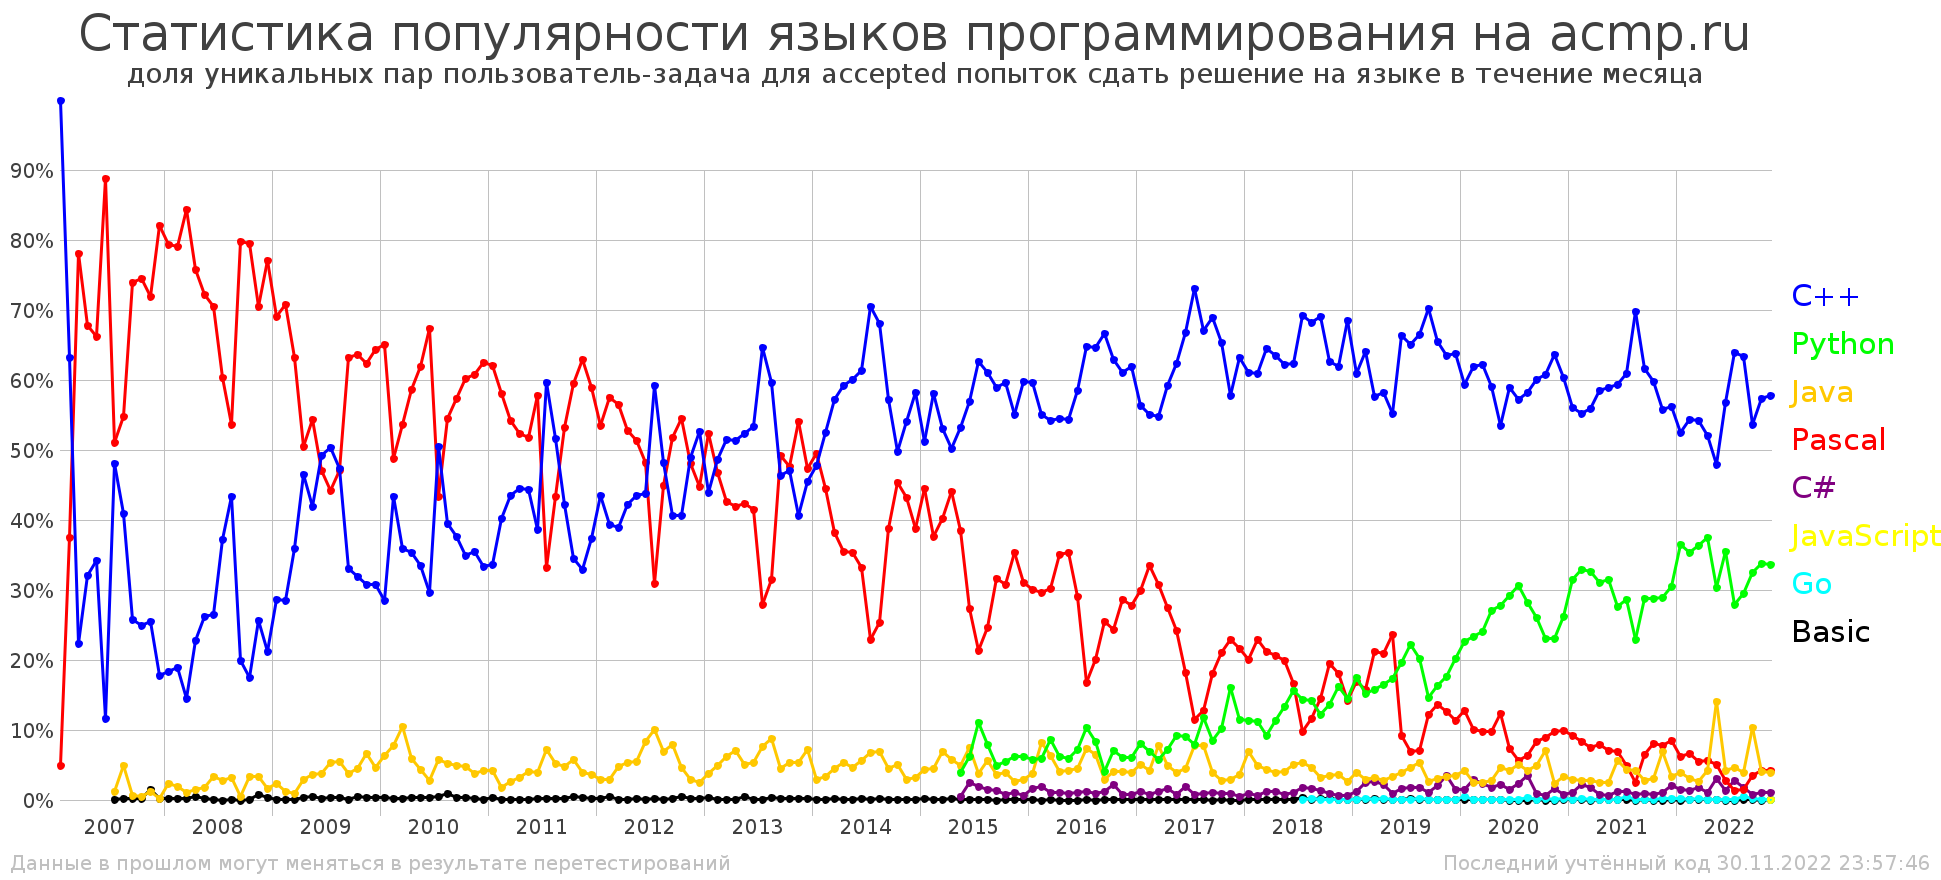 Статистика популярности языков программирования на acmp.ru
доля уникальных пар пользователь-задача для accepted попыток сдать решение на языке в течение месяца
90%
80%
70%
60%
50%
40%
30%
20%
10%
0%
2007 2008 2009 2010 2011 2012 2013 2014 2015 2016 2017 2018 2019 2020 2021 2022
C++
Python
Java
Pascal
C#
JavaScript
Go
Basic
Данные в прошлом могут меняться в результате перетестирований
Последний учтённый код 30.11.2022 23:57:46